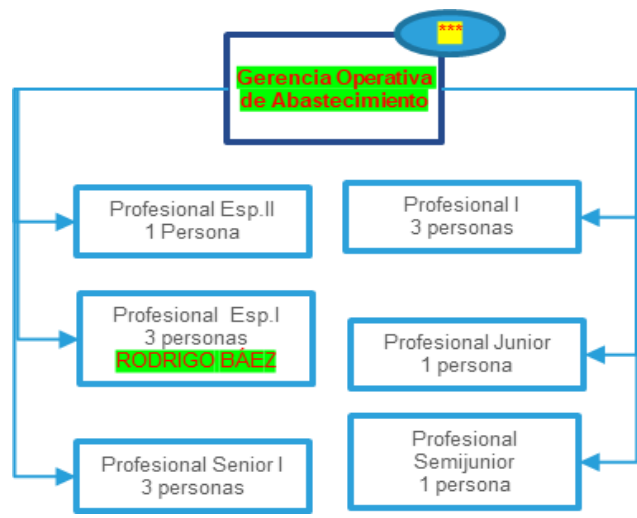 ***
Gerencia Operativa
de Abastecimiento
Profesional Esp.II
1 Persona
Profesional Esp.I
3 personas
RODRIGO BÁEZ
Profesional Senior I
3 personas
Profesional I
3 personas
Profesional Junior
1 persona
Profesional
Semijunior
1 persona